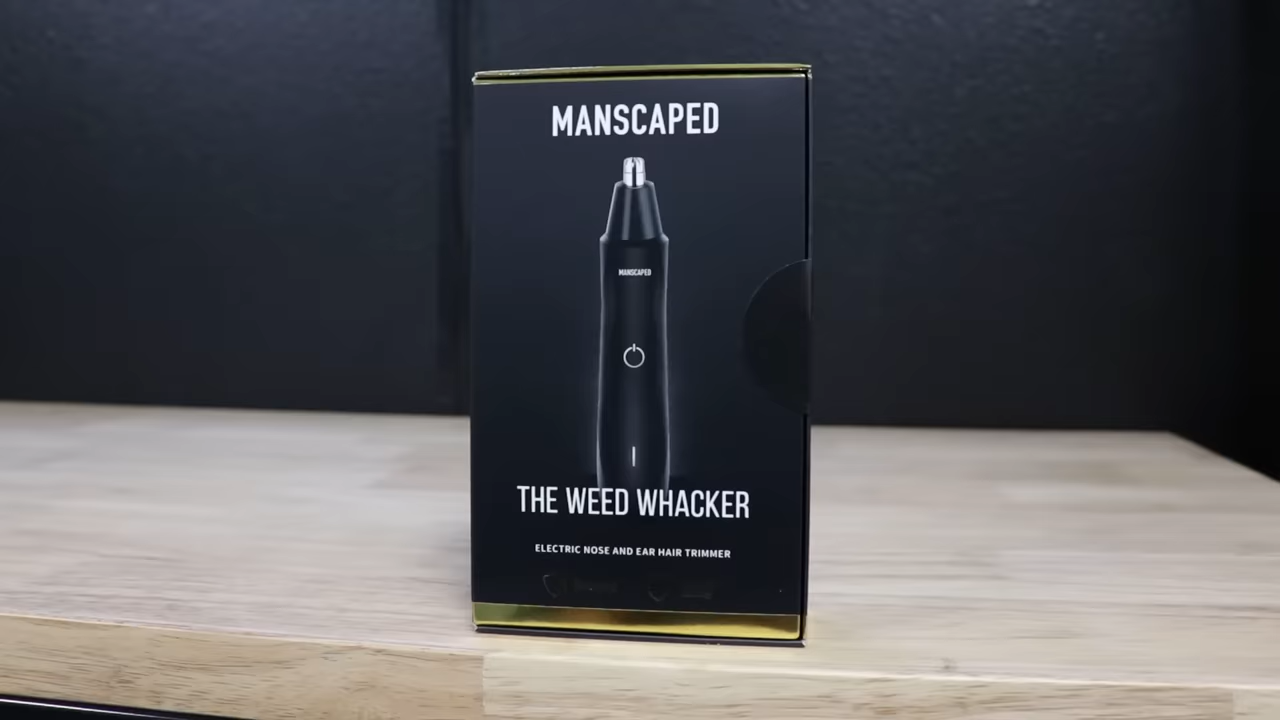 MANSCAPED
MANSCAPED
THE WEED WHACKER
ELECTRIC NOSE AND EAR HAIR TRIMMER